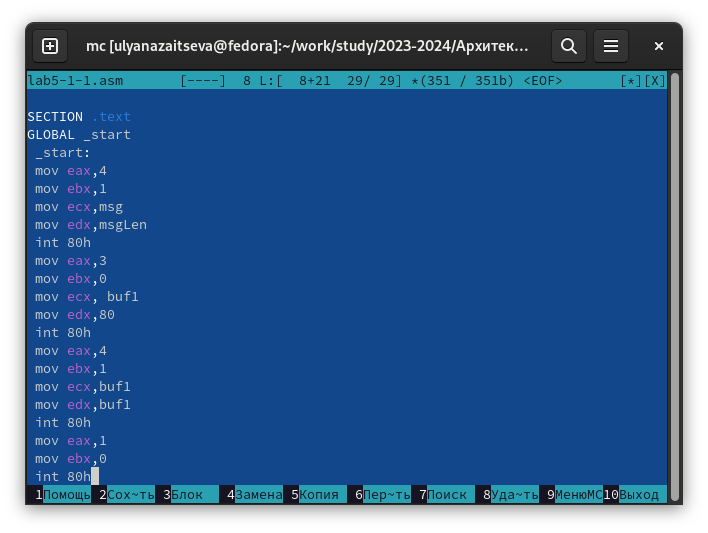 mc [ulyanazaitseva@fedora]:~/work/study/2023-2024/Архитек...
lab5-1-1.asm [----] 8 L:[ 8+21 29/ 29] *(351 / 351b) <EOF> [*][X]
SECTION .text
GLOBAL _start
_start:
mov eax,4
mov ebx,1
mov ecx,msg
mov edx,msgLen
int 80h
mov eax,3
mov ebx,0
mov ecx, buf1
mov edx,80
int 80h
mov eax,4
mov ebx,1
mov ecx,buf1
mov edx,buf1
int 80h
mov eax,1
mov ebx,0
int 80h
1Помощь 2Сох~ть 3Блок 4Замена 5Копия 6Пер~ть 7Поиск 8Уда~ть 9МенюМС10Выход